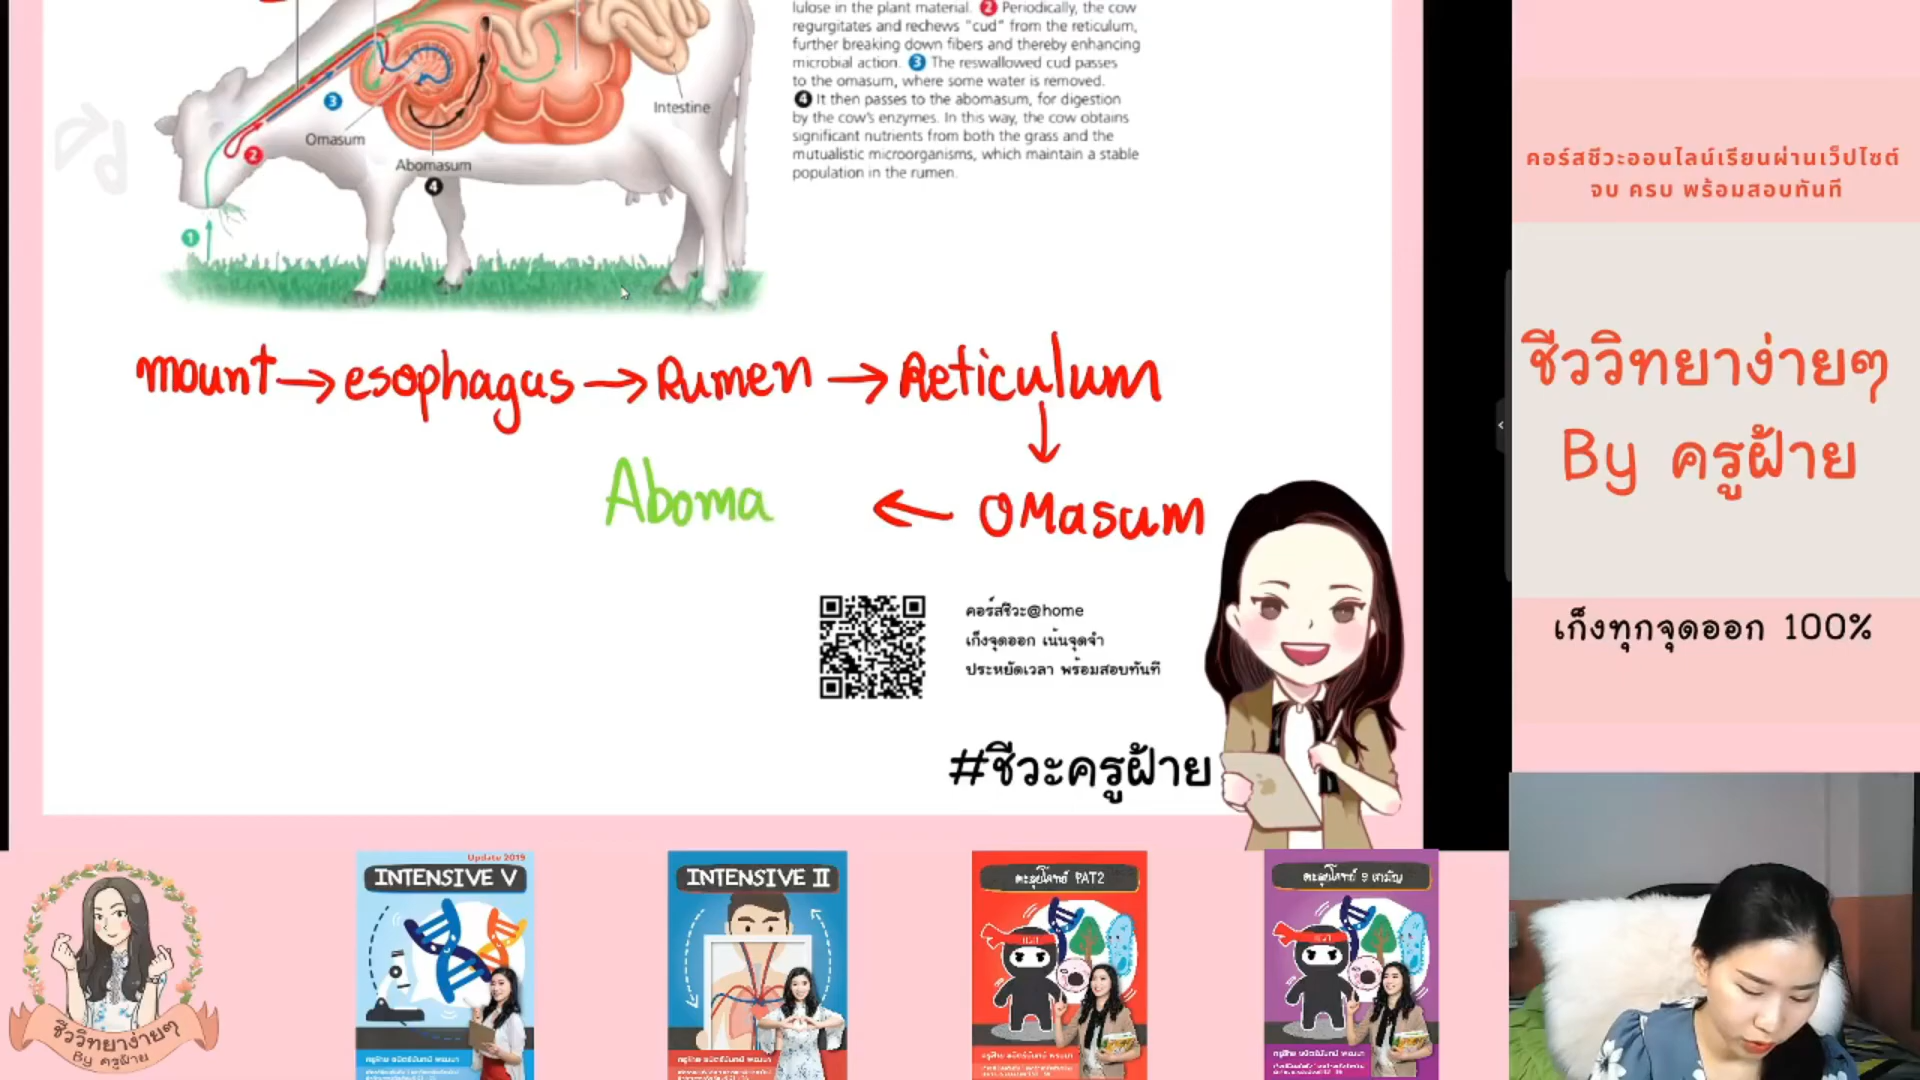 lulose in the plant material. 2 Periodically, the cow
regurgitates and rechews "cud" from the reticulum,
further breaking down fibers and thereby enhancing
microbial action. 3 The reswallowed cud passes
to the omasum, where some water is removed.
4 It then passes to the abomasum, for digestion
by the cow's enzymes. In this way, the cow obtains
significant nutrients from both the grass and the
mutualistic microorganisms, which maintain a stable
population in the rumen.
Intestine
3
Omasum
2
Abomasum
4
1
mount → esophagus → Rumen → Reticulum
↓
Aboma ← OMasum
คอร์สชีวะ@home
เก็งจุดออก เน้นจุดจำ
ประหยัดเวลา พร้อมสอบทันที
#ชีวะครูฝ้าย
คอร์สชีวะออนไลน์เรียนผ่านเว็ปไซต์
จบ ครบ พร้อมสอบทันที
ชีววิทยาง่ายๆ
By ครูฝ้าย
เก็งทุกจุดออก 100%
ชีววิทยาง่ายๆ
By ครูฝ้าย
Update 2019
INTENSIVE V
INTENSIVE II
ตะลุยโจทย์ PAT2
ตะลุยโจทย์ 9 สามัญ